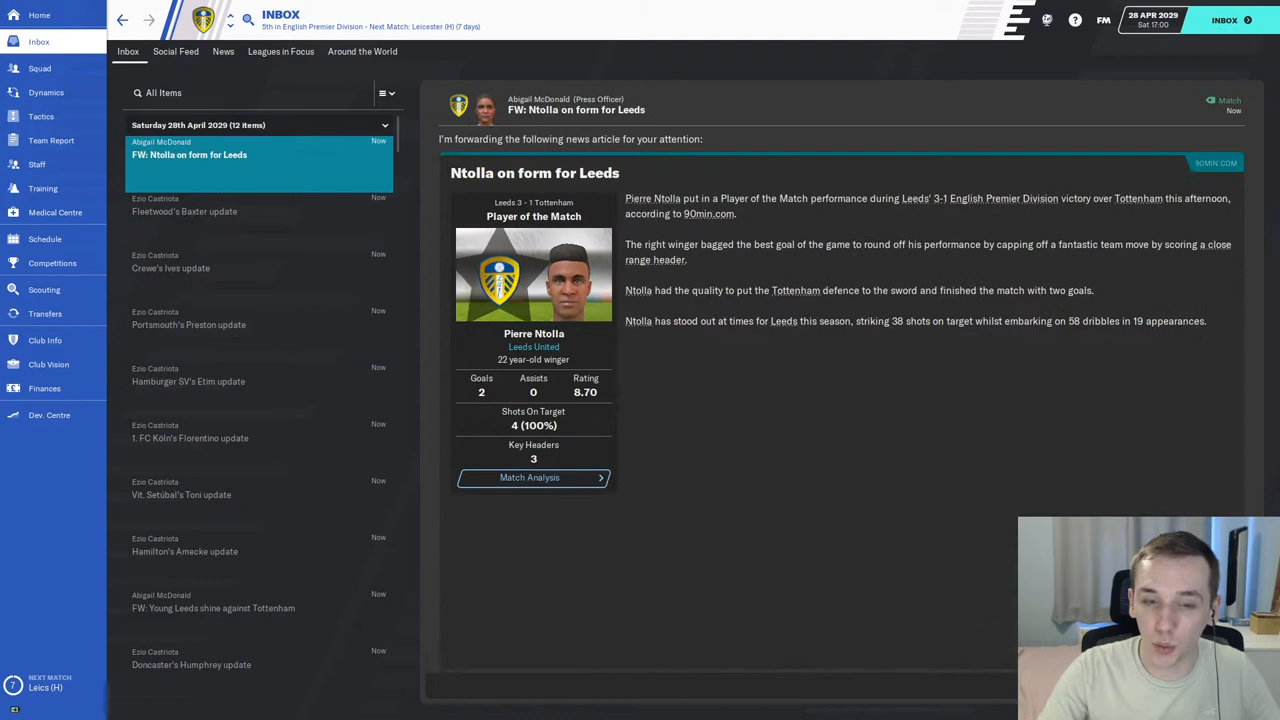 Home
Inbox
Squad
Dynamics
Tactics
Team Report
Staff
Training
Medical Centre
Schedule
Competitions
Scouting
Transfers
Club Info
Club Vision
Finances
Dev. Centre
7
NEXT MATCH
Leics (H)
INBOX
5th in English Premier Division - Next Match: Leicester (H) (7 days)
?
FM
28 APR 2029
Sat 17:00
INBOX
Inbox
Social Feed
News
Leagues in Focus
Around the World
All Items
Saturday 28th April 2029 (12 items)
Abigail McDonald
Now
FW: Ntolla on form for Leeds
Ezio Castriota
Now
Fleetwood's Baxter update
Ezio Castriota
Now
Crewe's Ives update
Ezio Castriota
Now
Portsmouth's Preston update
Ezio Castriota
Now
Hamburger SV's Etim update
Ezio Castriota
Now
1. FC Köln's Florentino update
Ezio Castriota
Now
Vit. Setúbal's Toni update
Ezio Castriota
Now
Hamilton's Amecke update
Abigail McDonald
Now
FW: Young Leeds shine against Tottenham
Ezio Castriota
Now
Doncaster's Humphrey update
Abigail McDonald (Press Officer)
FW: Ntolla on form for Leeds
Match
Now
I'm forwarding the following news article for your attention:
90MIN.COM
Ntolla on form for Leeds
Leeds 3 - 1 Tottenham
Player of the Match
Pierre Ntolla
Leeds United
22 year-old winger
Goals Assists Rating
2 0 8.70
Shots On Target
4 (100%)
Key Headers
3
Match Analysis
Pierre Ntolla put in a Player of the Match performance during Leeds' 3-1 English Premier Division victory over Tottenham this afternoon,
according to 90min.com.
The right winger bagged the best goal of the game to round off his performance by capping off a fantastic team move by scoring a close
range header.
Ntolla had the quality to put the Tottenham defence to the sword and finished the match with two goals.
Ntolla has stood out at times for Leeds this season, striking 38 shots on target whilst embarking on 58 dribbles in 19 appearances.